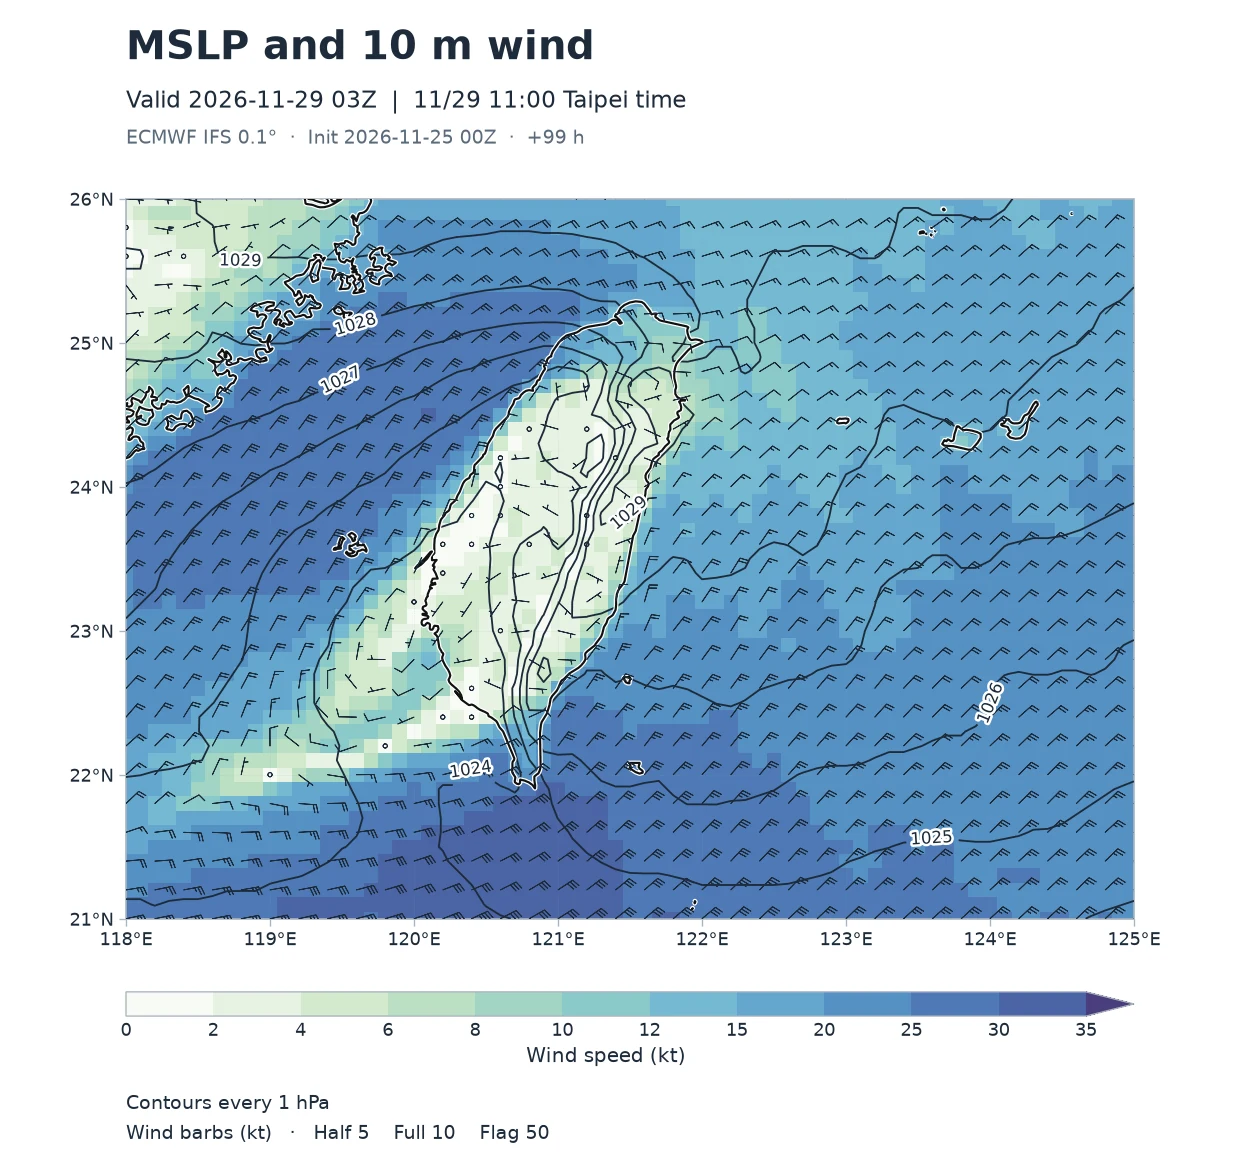 MSLP and 10 m wind
Valid 2026-11-29 03Z | 11/29 11:00 Taipei time
ECMWF IFS 0.1° · Init 2026-11-25 00Z · +99 h
26°N
25°N
24°N
23°N
22°N
21°N
1029
1028
1027
1029
1026
1024
1025
118°E 119°E 120°E 121°E 122°E 123°E 124°E 125°E
0 2 4 6 8 10 12 15 20 25 30 35
Wind speed (kt)
Contours every 1 hPa
Wind barbs (kt) · Half 5 Full 10 Flag 50